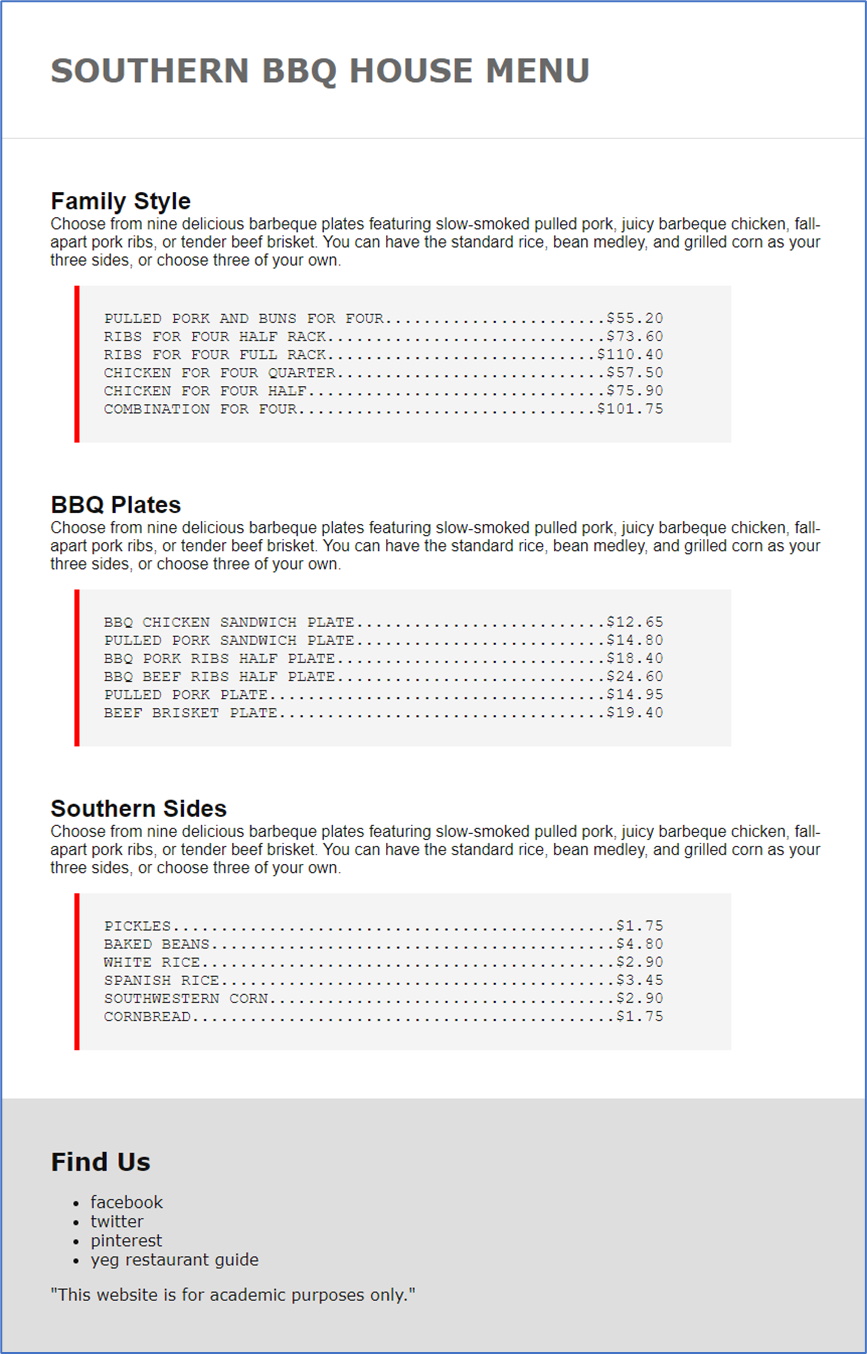 SOUTHERN BBQ HOUSE MENU
Family Style
Choose from nine delicious barbeque plates featuring slow-smoked pulled pork, juicy barbeque chicken, fall-
apart pork ribs, or tender beef brisket. You can have the standard rice, bean medley, and grilled corn as your
three sides, or choose three of your own.
PULLED PORK AND BUNS FOR FOUR.......................$55.20
RIBS FOR FOUR HALF RACK.............................$73.60
RIBS FOR FOUR FULL RACK............................$110.40
CHICKEN FOR FOUR QUARTER............................$57.50
CHICKEN FOR FOUR HALF...............................$75.90
COMBINATION FOR FOUR...............................$101.75
BBQ Plates
Choose from nine delicious barbeque plates featuring slow-smoked pulled pork, juicy barbeque chicken, fall-
apart pork ribs, or tender beef brisket. You can have the standard rice, bean medley, and grilled corn as your
three sides, or choose three of your own.
BBQ CHICKEN SANDWICH PLATE..........................$12.65
PULLED PORK SANDWICH PLATE..........................$14.80
BBQ PORK RIBS HALF PLATE............................$18.40
BBQ BEEF RIBS HALF PLATE............................$24.60
PULLED PORK PLATE...................................$14.95
BEEF BRISKET PLATE..................................$19.40
Southern Sides
Choose from nine delicious barbeque plates featuring slow-smoked pulled pork, juicy barbeque chicken, fall-
apart pork ribs, or tender beef brisket. You can have the standard rice, bean medley, and grilled corn as your
three sides, or choose three of your own.
PICKLES..............................................$1.75
BAKED BEANS..........................................$4.80
WHITE RICE...........................................$2.90
SPANISH RICE.........................................$3.45
SOUTHWESTERN CORN....................................$2.90
CORNBREAD............................................$1.75
Find Us
• facebook
• twitter
• pinterest
• yeg restaurant guide
"This website is for academic purposes only."